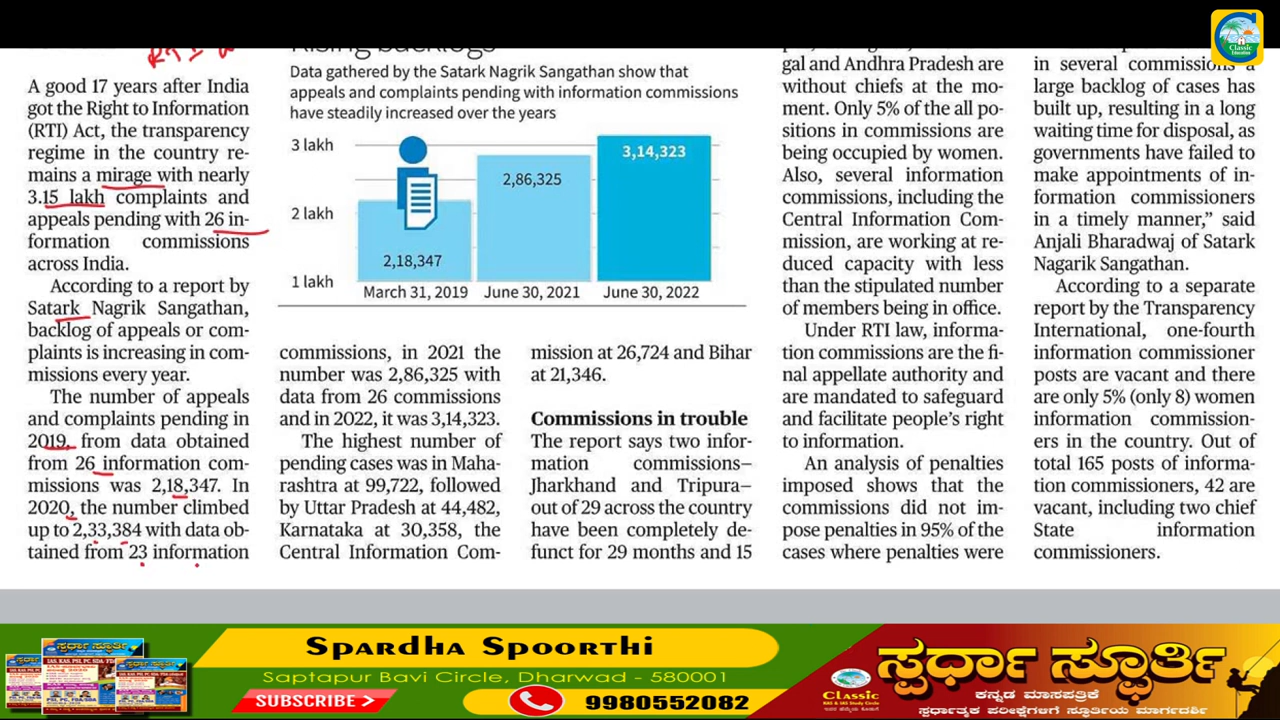 Rising backlogs
Data gathered by the Satark Nagrik Sangathan show that
appeals and complaints pending with information commissions
have steadily increased over the years
3 lakh
2 lakh
1 lakh
2,18,347
2,86,325
3,14,323
March 31, 2019
June 30, 2021
June 30, 2022
A good 17 years after India
got the Right to Information
(RTI) Act, the transparency
regime in the country re-
mains a mirage with nearly
3.15 lakh complaints and
appeals pending with 26 in-
formation commissions
across India.
According to a report by
Satark Nagrik Sangathan,
backlog of appeals or com-
plaints is increasing in com-
missions every year.
The number of appeals
and complaints pending in
2019, from data obtained
from 26 information com-
missions was 2,18,347. In
2020, the number climbed
up to 2,33,384 with data ob-
tained from 23 information
commissions, in 2021 the
number was 2,86,325 with
data from 26 commissions
and in 2022, it was 3,14,323.
The highest number of
pending cases was in Maha-
rashtra at 99,722, followed
by Uttar Pradesh at 44,482,
Karnataka at 30,358, the
Central Information Com-
mission at 26,724 and Bihar
at 21,346.
Commissions in trouble
The report says two infor-
mation commissions—
Jharkhand and Tripura—
out of 29 across the country
have been completely de-
funct for 29 months and 15
gal and Andhra Pradesh are
without chiefs at the mo-
ment. Only 5% of the all po-
sitions in commissions are
being occupied by women.
Also, several information
commissions, including the
Central Information Com-
mission, are working at re-
duced capacity with less
than the stipulated number
of members being in office.
Under RTI law, informa-
tion commissions are the fi-
nal appellate authority and
are mandated to safeguard
and facilitate people's right
to information.
An analysis of penalties
imposed shows that the
commissions did not im-
pose penalties in 95% of the
cases where penalties were
in several commissions a
large backlog of cases has
built up, resulting in a long
waiting time for disposal, as
governments have failed to
make appointments of in-
formation commissioners
in a timely manner,” said
Anjali Bharadwaj of Satark
Nagarik Sangathan.
According to a separate
report by the Transparency
International, one-fourth
information commissioner
posts are vacant and there
are only 5% (only 8) women
information commission-
ers in the country. Out of
total 165 posts of informa-
tion commissioners, 42 are
vacant, including two chief
State information
commissioners.
Classic
Education
Spardha Spoorthi
Saptapur Bavi Circle, Dharwad - 580001
SUBSCRIBE >
9980552082
Classic
KAS & IAS Study Circle
ಸ್ಪರ್ಧಾ ಸ್ಫೂರ್ತಿ
ಕನ್ನಡ ಮಾಸಪತ್ರಿಕೆ
ಸ್ಪರ್ಧಾತ್ಮಕ ಪರೀಕ್ಷೆಗಳಿಗೆ ಸ್ಫೂರ್ತಿಯ ಮಾರ್ಗದರ್ಶಿ